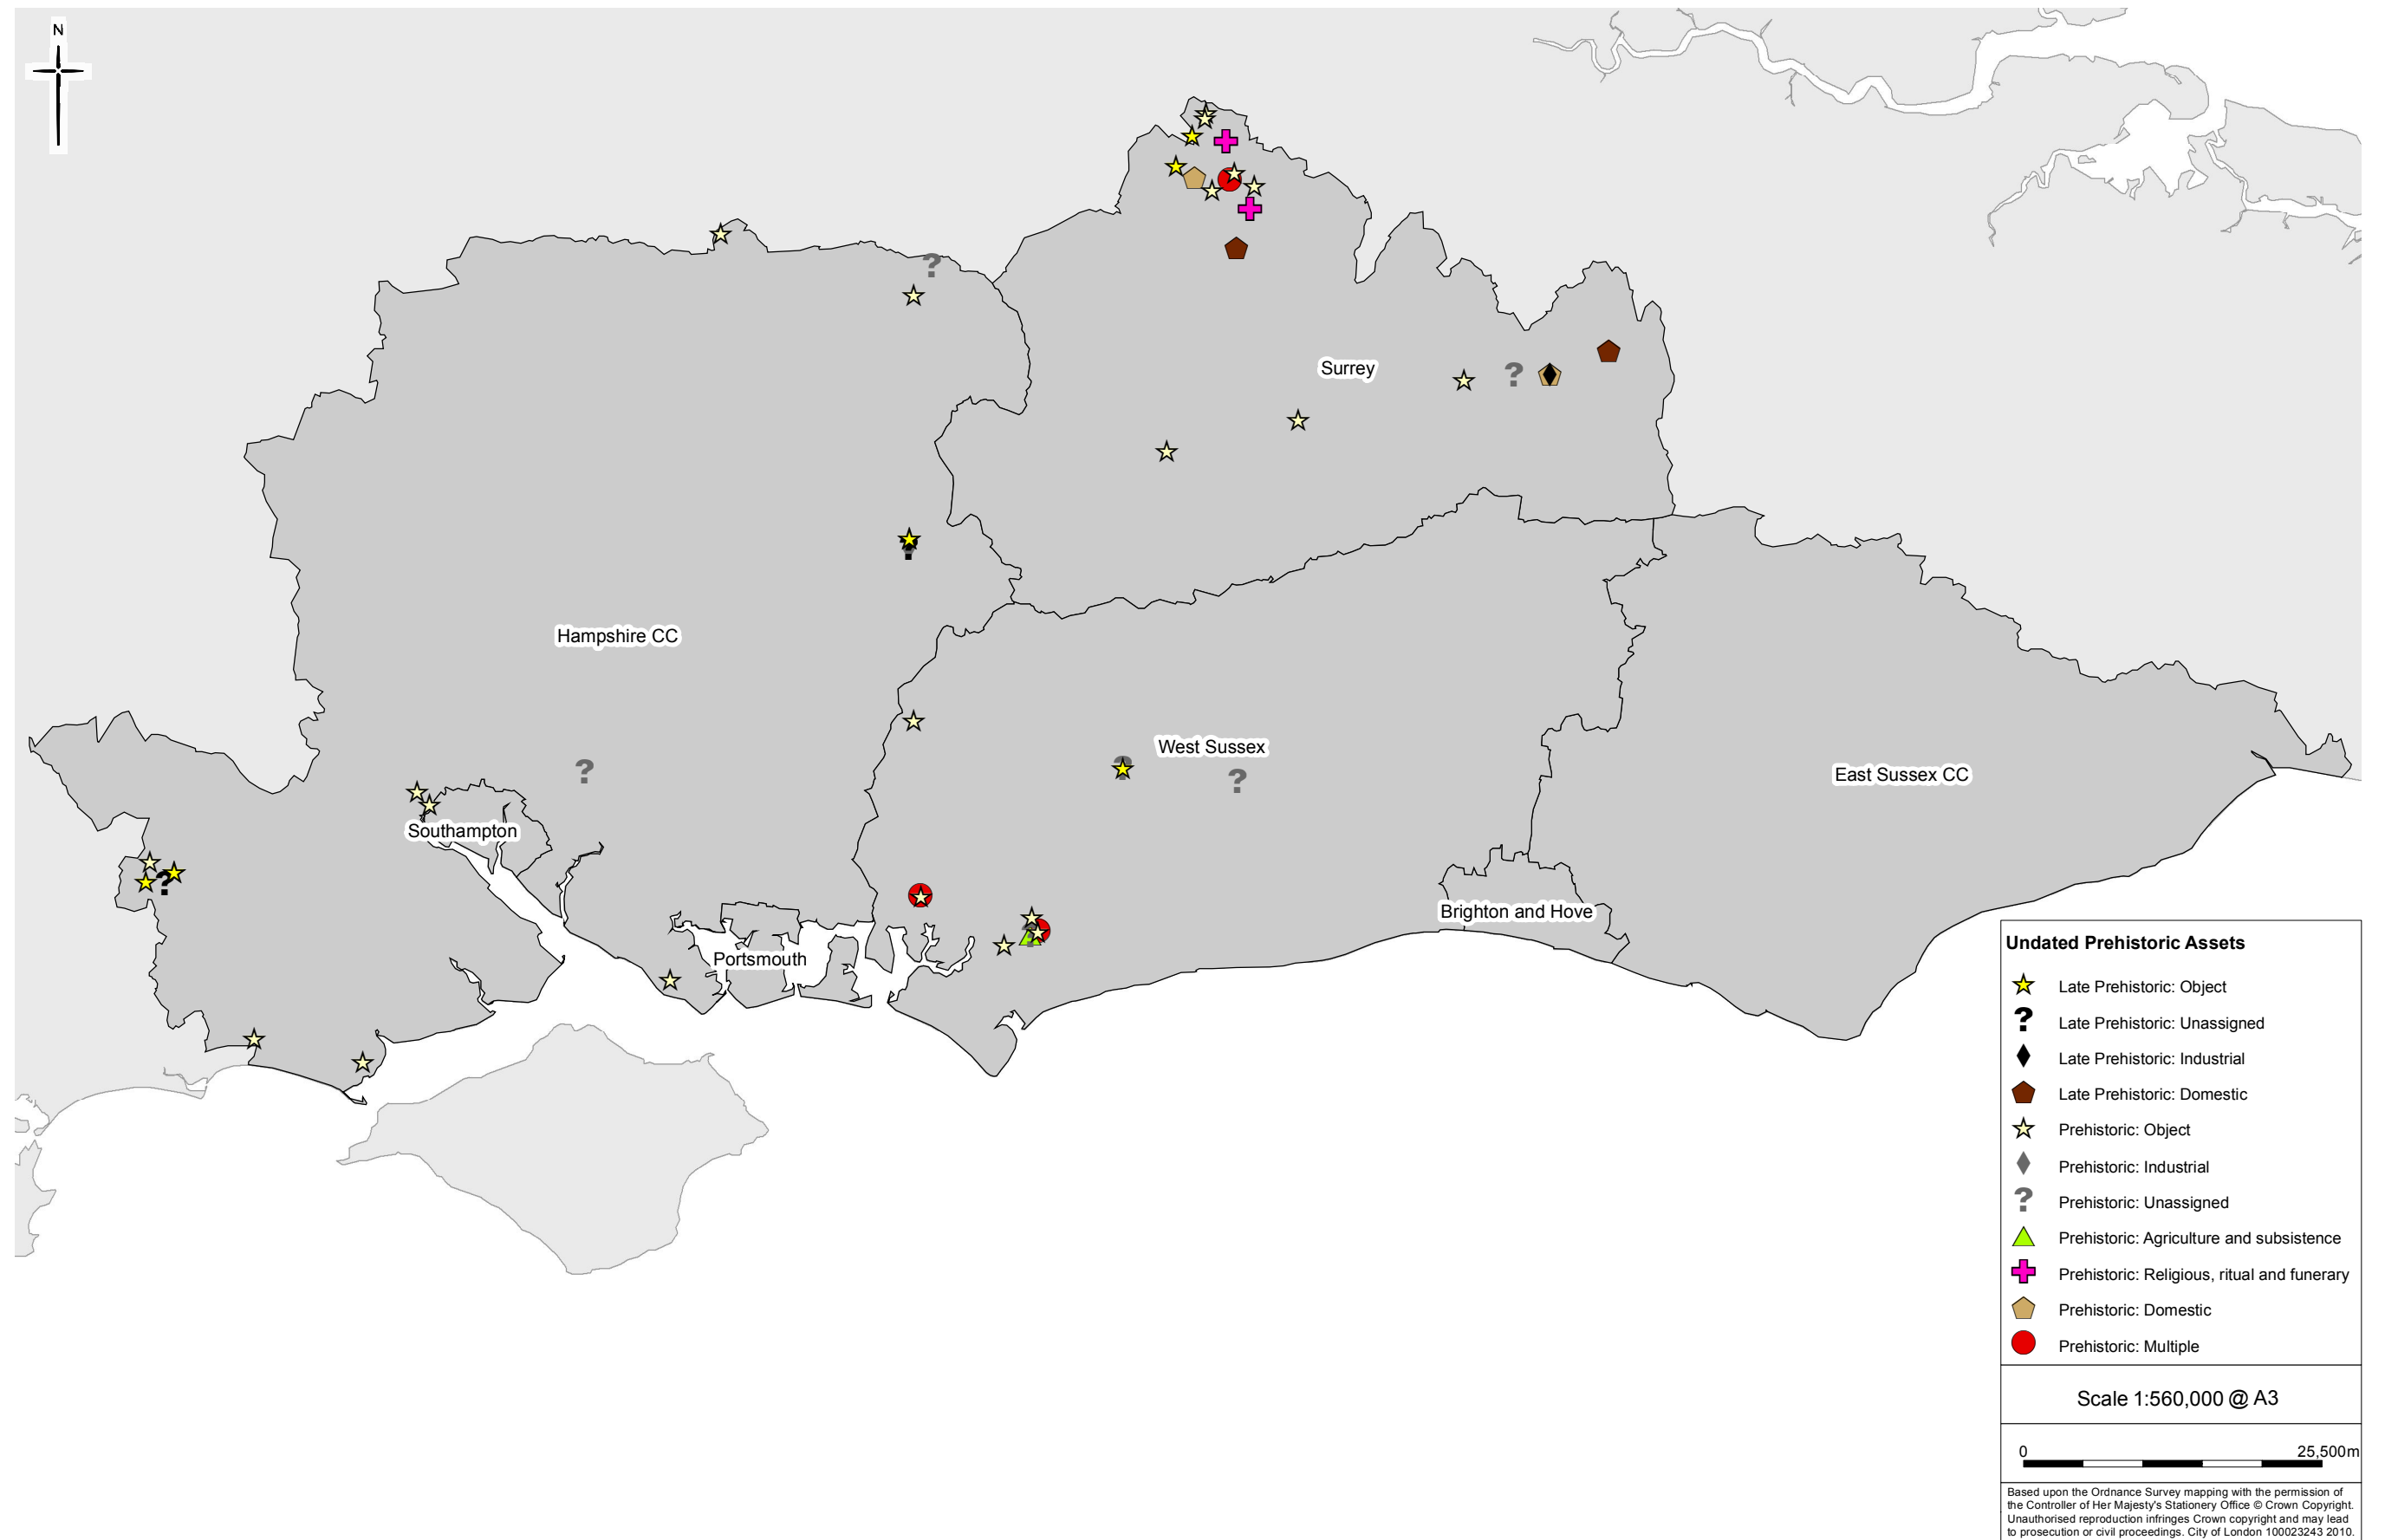 N
Surrey
Hampshire CC
West Sussex
East Sussex CC
Southampton
Brighton and Hove
Portsmouth
Undated Prehistoric Assets
Late Prehistoric: Object
? Late Prehistoric: Unassigned
Late Prehistoric: Industrial
Late Prehistoric: Domestic
Prehistoric: Object
Prehistoric: Industrial
? Prehistoric: Unassigned
Prehistoric: Agriculture and subsistence
Prehistoric: Religious, ritual and funerary
Prehistoric: Domestic
Prehistoric: Multiple
Scale 1:560,000 @ A3
0 25,500m
Based upon the Ordnance Survey mapping with the permission of
the Controller of Her Majesty's Stationery Office © Crown Copyright.
Unauthorised reproduction infringes Crown copyright and may lead
to prosecution or civil proceedings. City of London 100023243 2010.